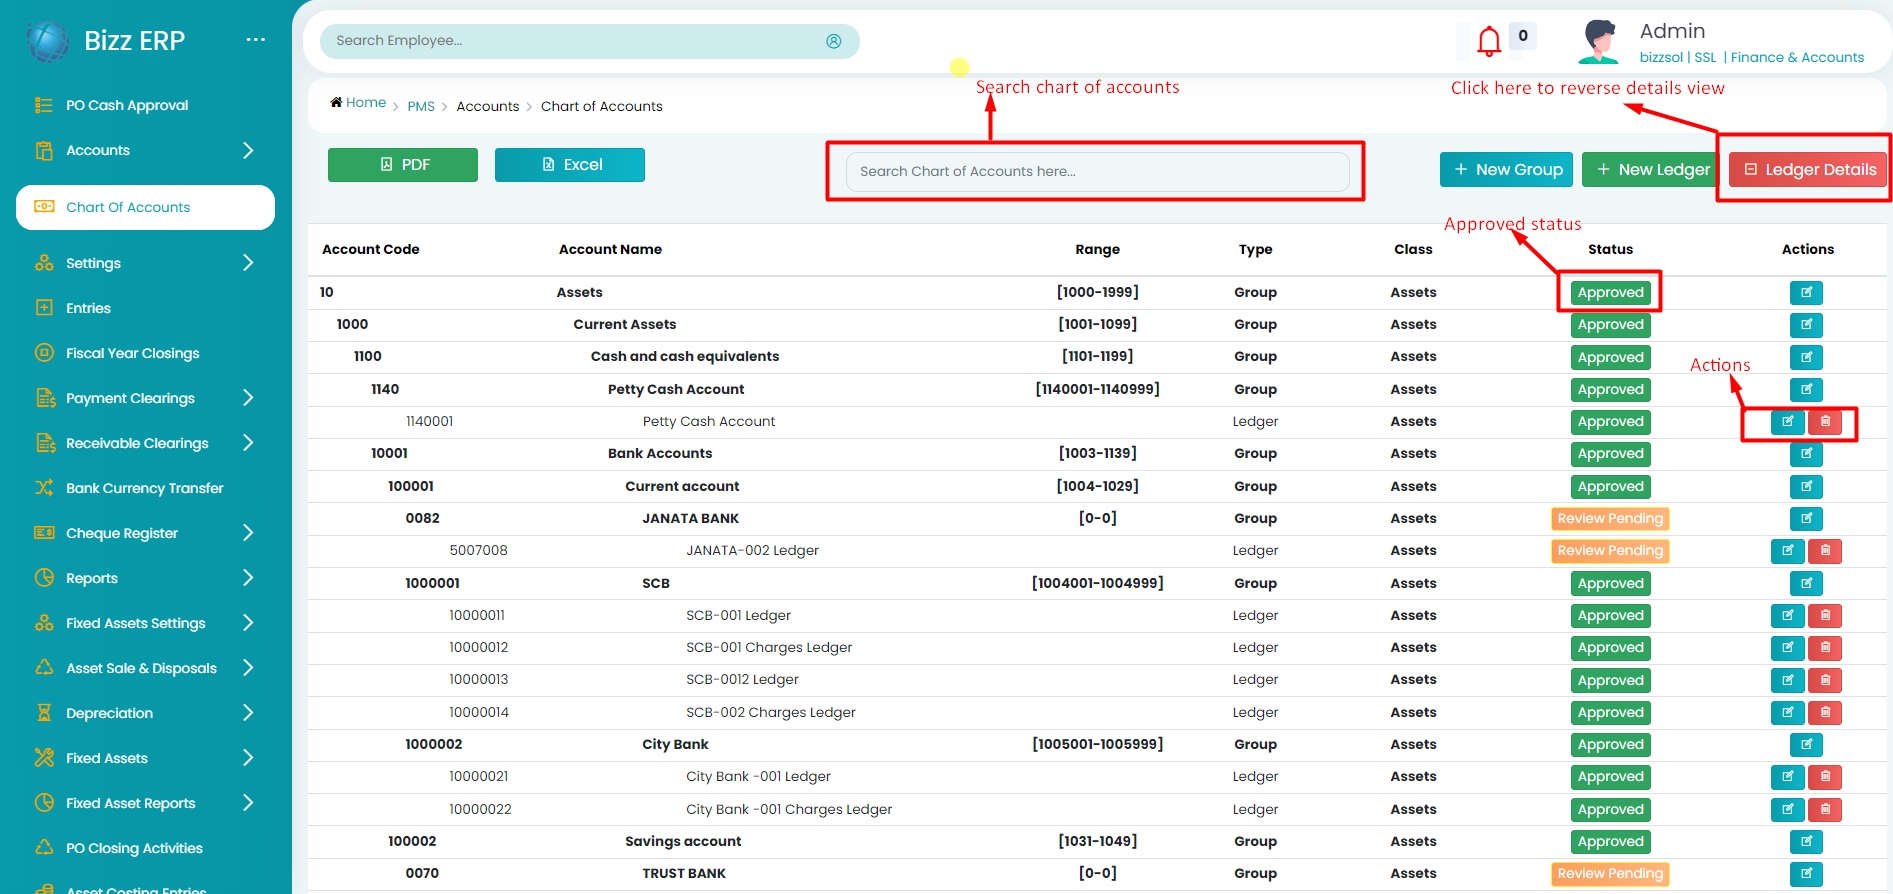 Bizz ERP
...
PO Cash Approval
Accounts
Chart Of Accounts
Settings
Entries
Fiscal Year Closings
Payment Clearings
Receivable Clearings
Bank Currency Transfer
Cheque Register
Reports
Fixed Assets Settings
Asset Sale & Disposals
Depreciation
Fixed Assets
Fixed Asset Reports
PO Closing Activities
Asset Costing Entries
Search Employee...
0
Admin
bizzsol | SSL | Finance & Accounts
Home > PMS > Accounts > Chart of Accounts
Search chart of accounts
Click here to reverse details view
PDF
Excel
Search Chart of Accounts here...
+ New Group
+ New Ledger
Ledger Details
Approved status
Account Code Account Name Range Type Class Status Actions
10 Assets [1000-1999] Group Assets Approved
1000 Current Assets [1001-1099] Group Assets Approved
1100 Cash and cash equivalents [1101-1199] Group Assets Approved
Actions
1140 Petty Cash Account [1140001-1140999] Group Assets Approved
1140001 Petty Cash Account Ledger Assets Approved
10001 Bank Accounts [1003-1139] Group Assets Approved
100001 Current account [1004-1029] Group Assets Approved
0082 JANATA BANK [0-0] Group Assets Review Pending
5007008 JANATA-002 Ledger Ledger Assets Review Pending
1000001 SCB [1004001-1004999] Group Assets Approved
10000011 SCB-001 Ledger Ledger Assets Approved
10000012 SCB-001 Charges Ledger Ledger Assets Approved
10000013 SCB-0012 Ledger Ledger Assets Approved
10000014 SCB-002 Charges Ledger Ledger Assets Approved
1000002 City Bank [1005001-1005999] Group Assets Approved
10000021 City Bank -001 Ledger Ledger Assets Approved
10000022 City Bank -001 Charges Ledger Ledger Assets Approved
100002 Savings account [1031-1049] Group Assets Approved
0070 TRUST BANK [0-0] Group Assets Review Pending